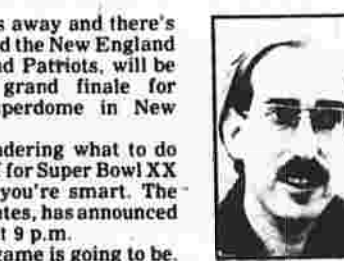 s away and there's
d the New England
nd Patriots, will be
grand finale for
perdome in New
ndering what to do
f for Super Bowl XX
you're smart. The
ates, has announced
t 9 p.m.
game is going to be.